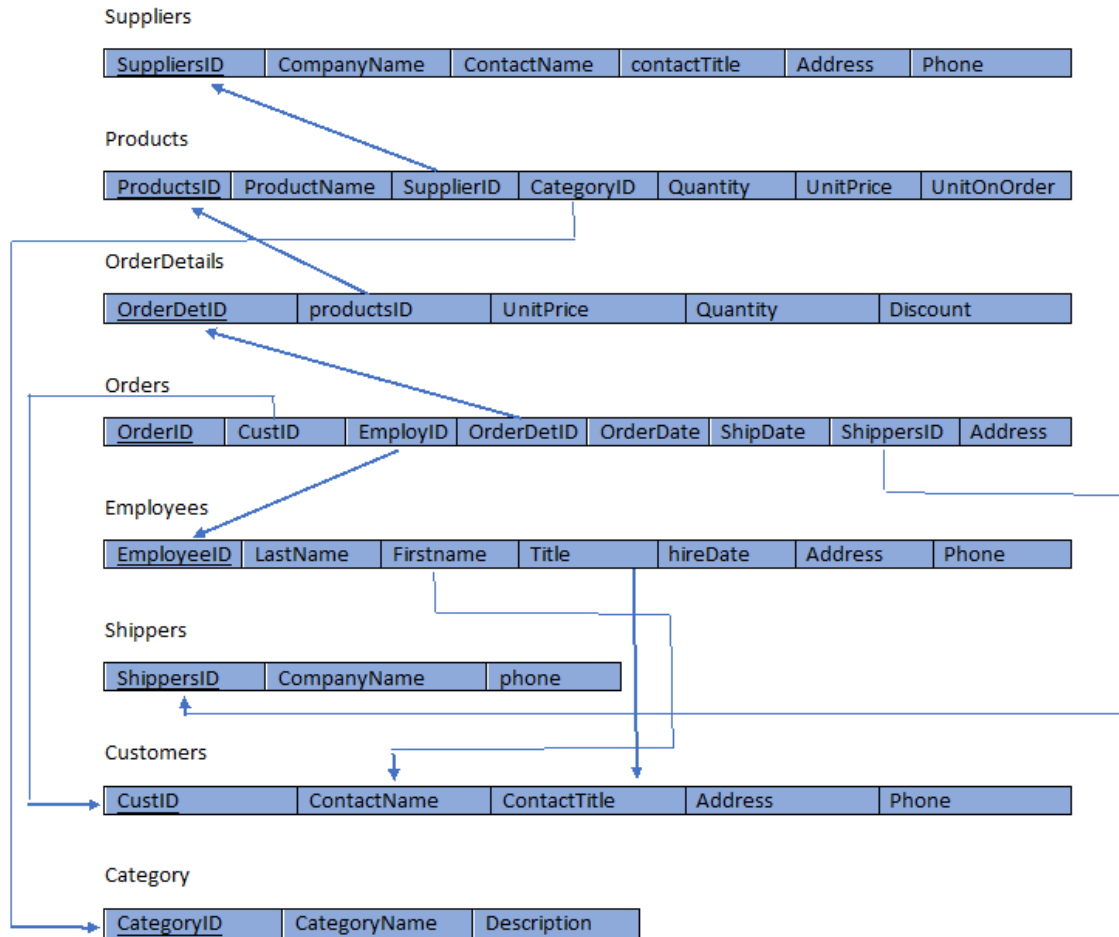 Suppliers
SuppliersID CompanyName ContactName contactTitle Address Phone
Products
ProductsID ProductName SupplierID CategoryID Quantity UnitPrice UnitOnOrder
OrderDetails
OrderDetID productsID UnitPrice Quantity Discount
Orders
OrderID CustID EmployID OrderDetID OrderDate ShipDate ShippersID Address
Employees
EmployeeID LastName Firstname Title hireDate Address Phone
Shippers
ShippersID CompanyName phone
Customers
CustID ContactName ContactTitle Address Phone
Category
CategoryID CategoryName Description